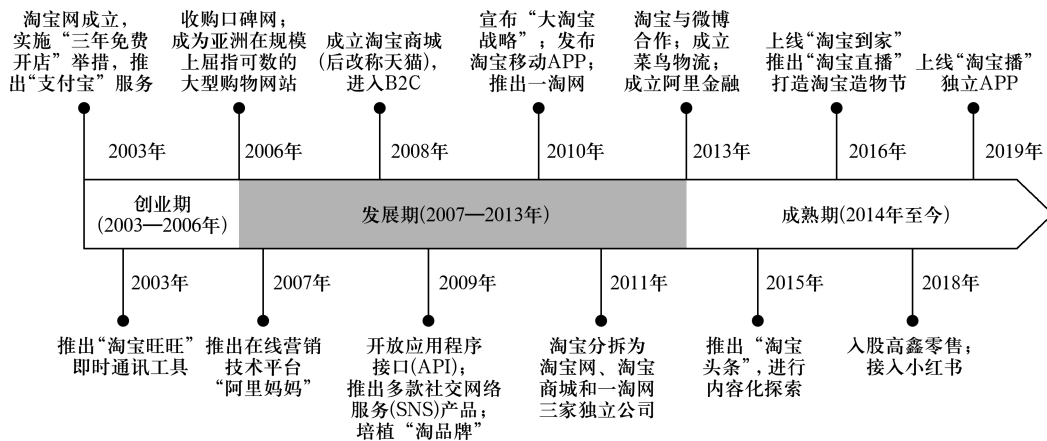 淘宝网成立，
实施“三年免费
开店”举措，推
出“支付宝”服务
收购口碑网；
成为亚洲在规模
上屈指可数的
大型购物网站
成立淘宝商城
(后改称天猫)，
进入B2C
宣布“大淘宝
战略”；发布
淘宝移动APP；
推出一淘网
淘宝与微博
合作；成立
菜鸟物流；
成立阿里金融
上线“淘宝到家”
推出“淘宝直播”
打造淘宝造物节
上线“淘宝播”
独立APP
2003年
2006年
2008年
2010年
2013年
2016年
2019年
创业期
(2003—2006年)
发展期(2007—2013年)
成熟期(2014年至今)
2003年
2007年
2009年
2011年
2015年
2018年
推出“淘宝旺旺”
即时通讯工具
推出在线营销
技术平台
“阿里妈妈”
开放应用程序
接口(API)；
推出多款社交网络
服务(SNS)产品；
培植“淘品牌”
淘宝分拆为
淘宝网、淘宝
商城和一淘网
三家独立公司
推出“淘宝
头条”,进行
内容化探索
入股高鑫零售；
接入小红书